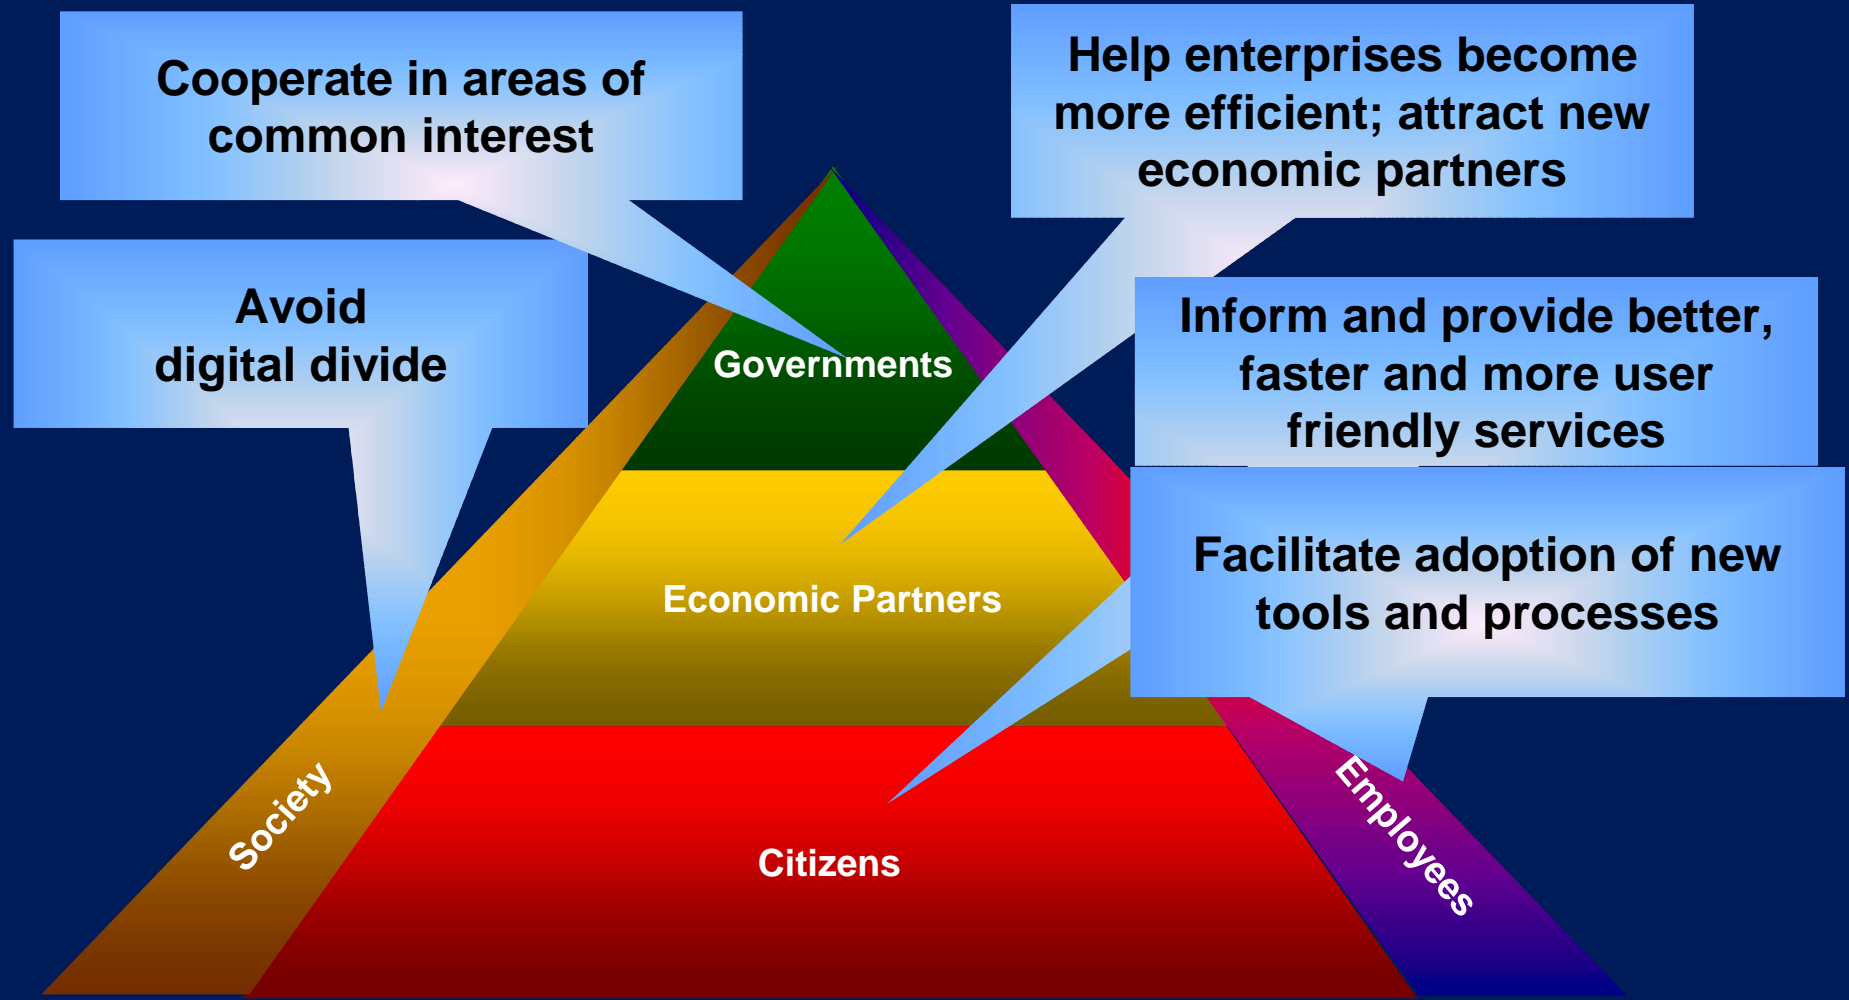 Cooperate in areas of
common interest
Help enterprises become
more efficient; attract new
economic partners
Avoid
digital divide
Inform and provide better,
faster and more user
friendly services
Governments
Facilitate adoption of new
tools and processes
Economic Partners
Society
Employees
Citizens